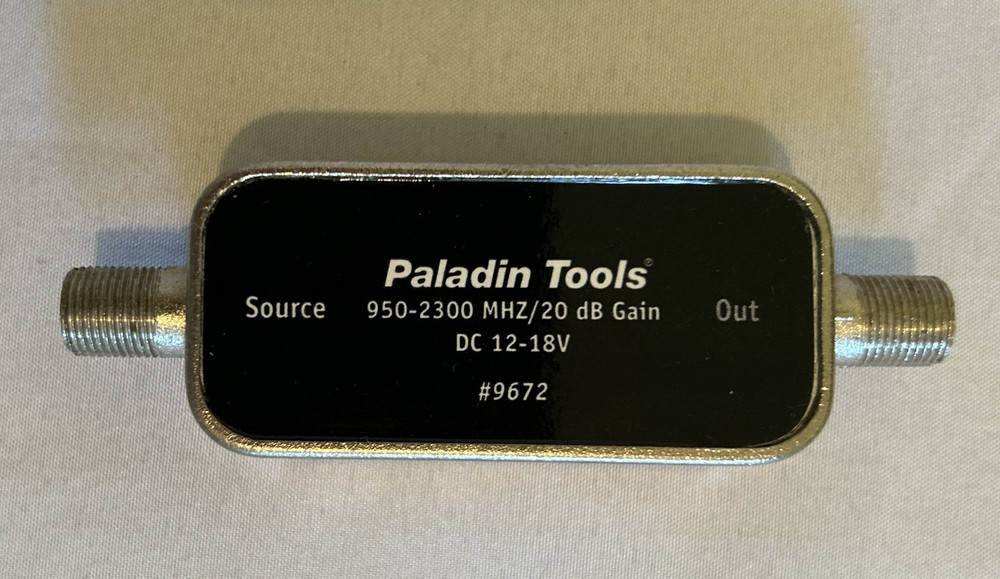 Paladin Tools®
Source 950-2300 MHZ/20 dB Gain Out
DC 12-18V
#9672